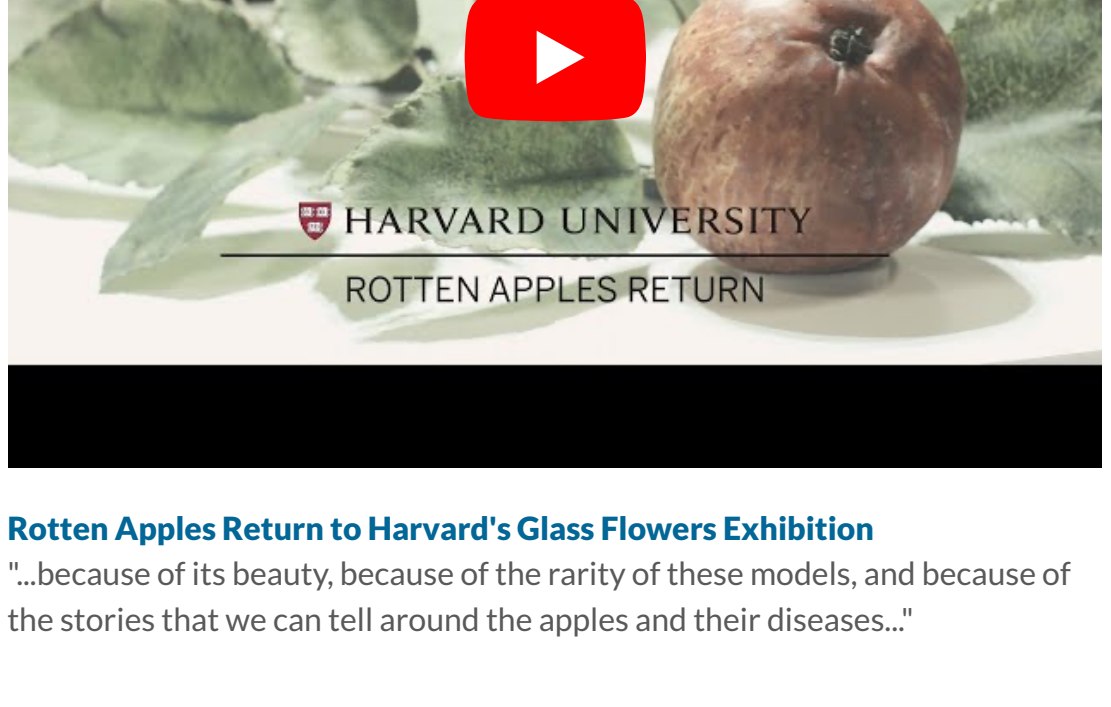 HARVARD UNIVERSITY
ROTTEN APPLES RETURN
Rotten Apples Return to Harvard's Glass Flowers Exhibition
"...because of its beauty, because of the rarity of these models, and because of
the stories that we can tell around the apples and their diseases..."